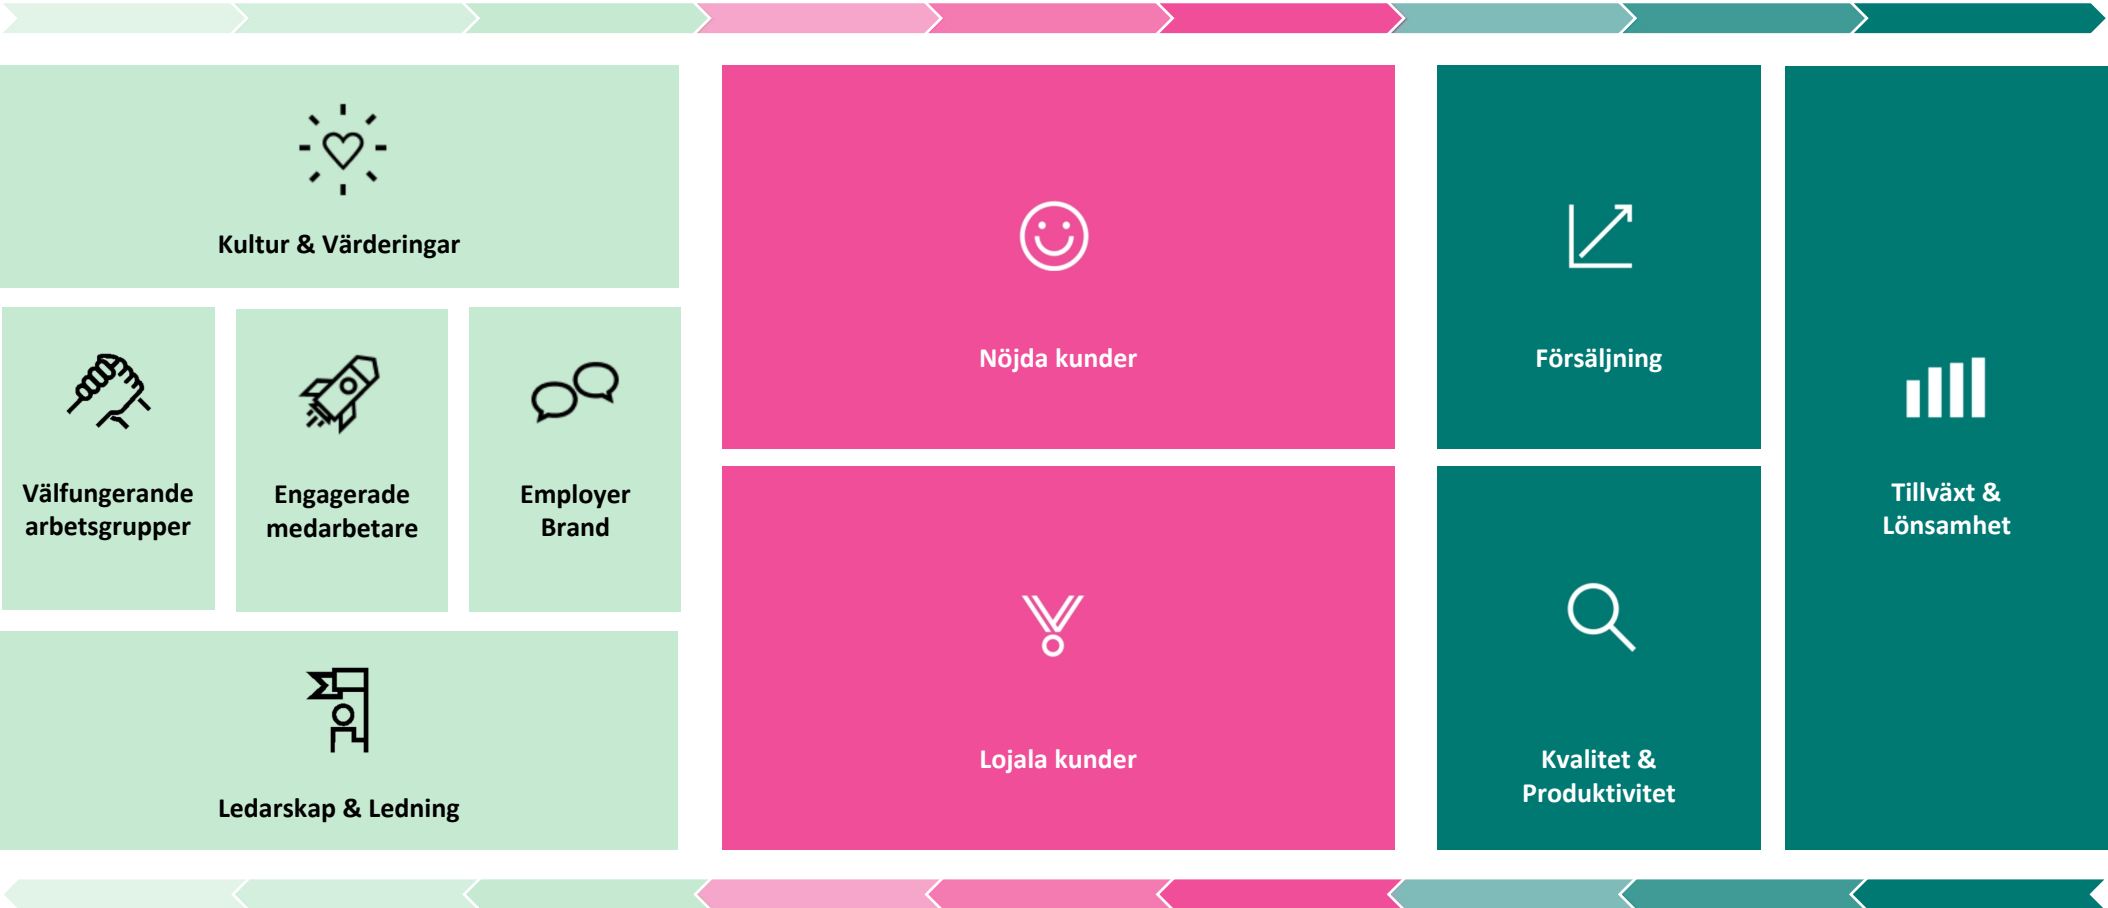 Kultur & Värderingar
Välfungerande
arbetsgrupper
Engagerade
medarbetare
Employer
Brand
Ledarskap & Ledning
Nöjda kunder
Lojala kunder
Försäljning
Kvalitet &
Produktivitet
Tillväxt &
Lönsamhet